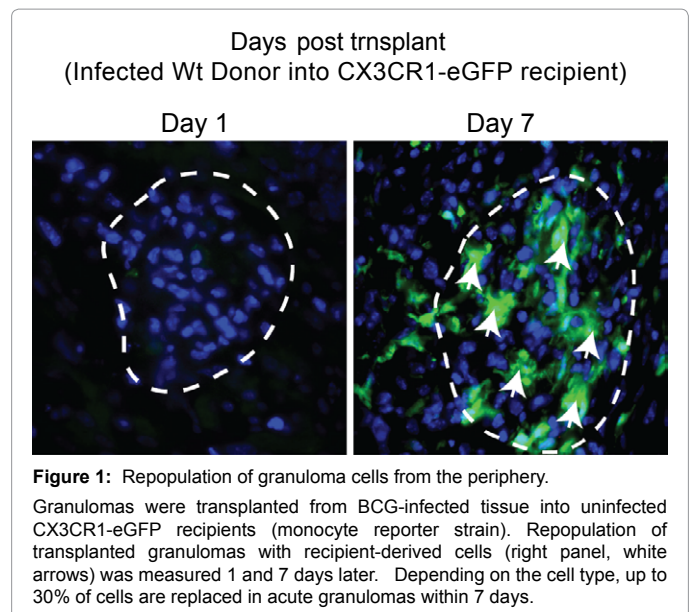 Days post trnsplant
(Infected Wt Donor into CX3CR1-eGFP recipient)
Day 1
Day 7
Figure 1: Repopulation of granuloma cells from the periphery.
Granulomas were transplanted from BCG-infected tissue into uninfected
CX3CR1-eGFP recipients (monocyte reporter strain). Repopulation of
transplanted granulomas with recipient-derived cells (right panel, white
arrows) was measured 1 and 7 days later. Depending on the cell type, up to
30% of cells are replaced in acute granulomas within 7 days.